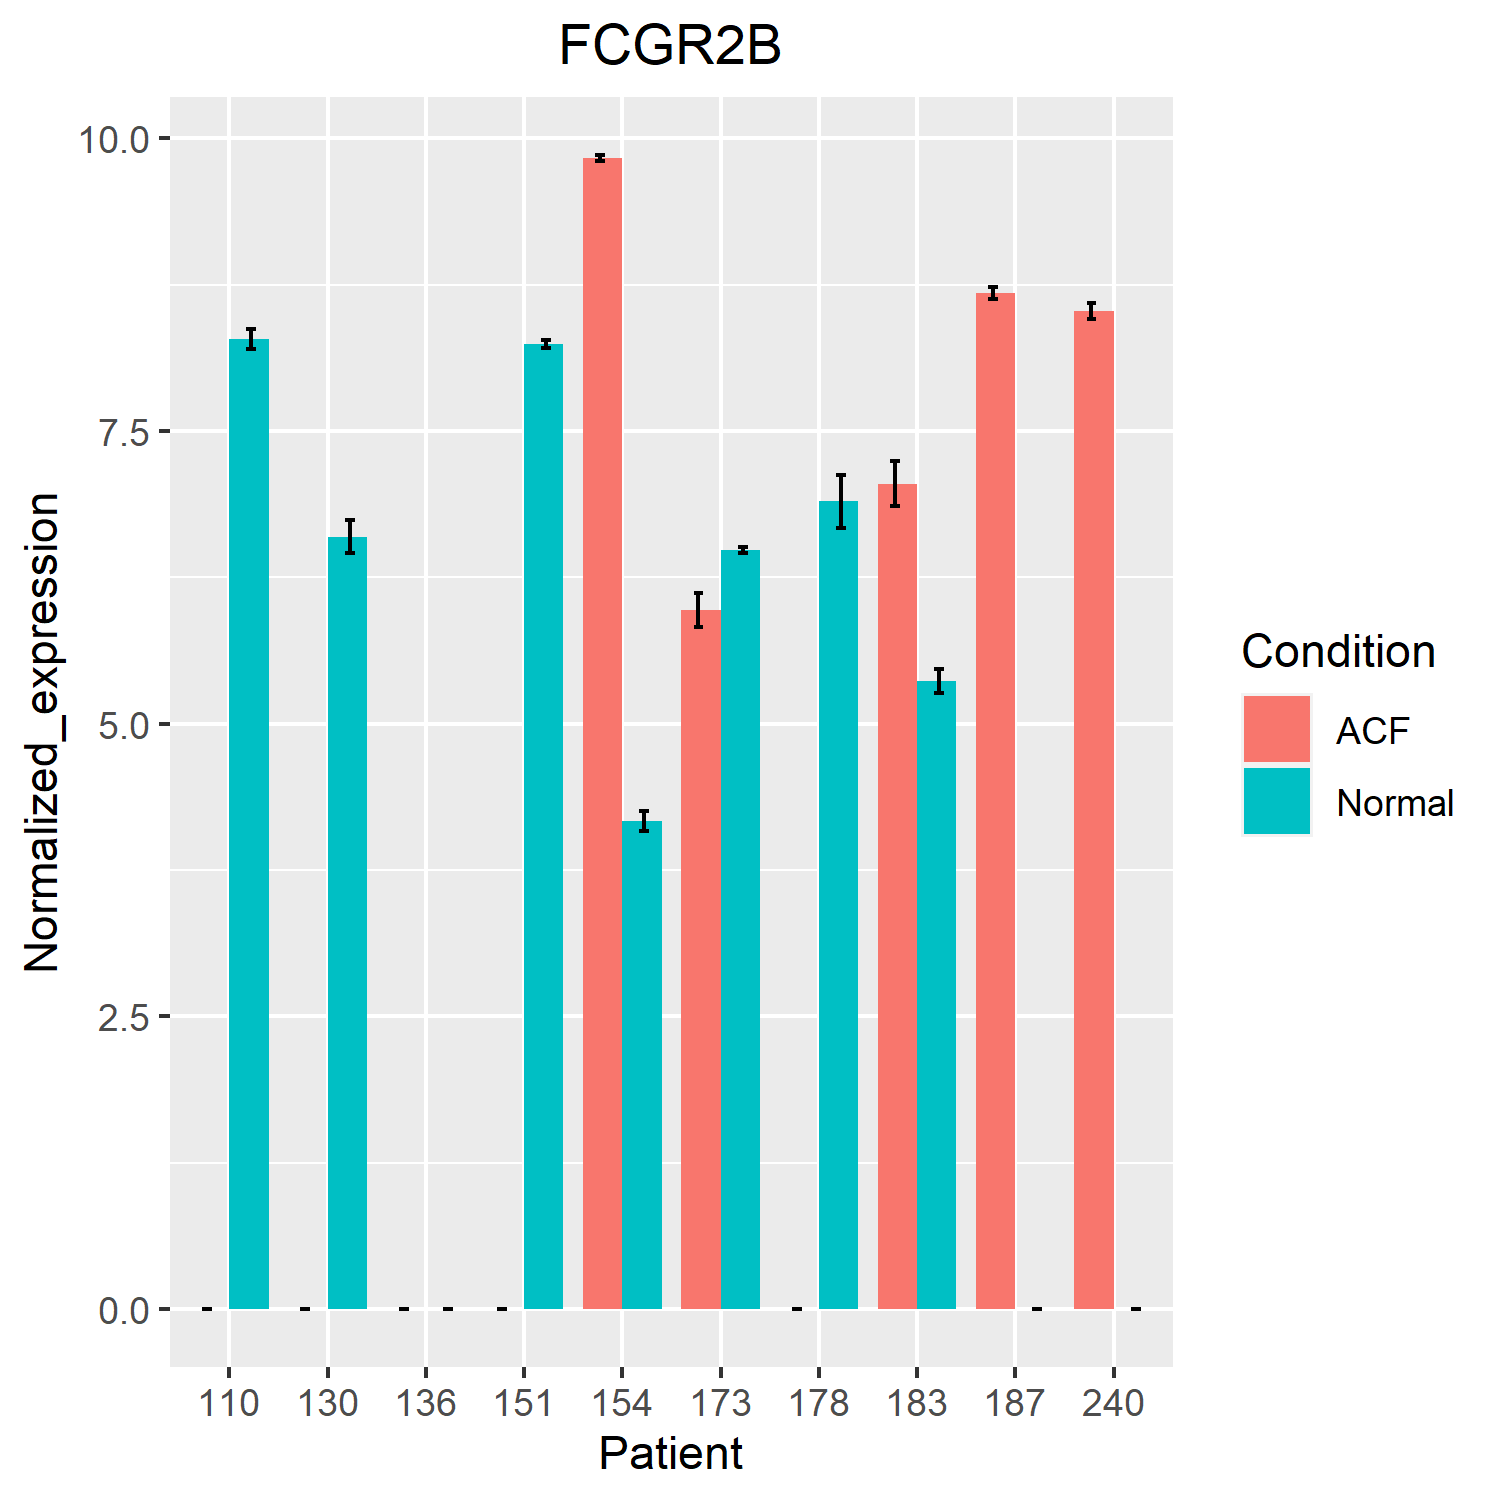 FCGR2B
10.0
7.5
5.0
2.5
0.0
Normalized_expression
110 130 136 151 154 173 178 183 187 240
Patient
Condition
ACF
Normal